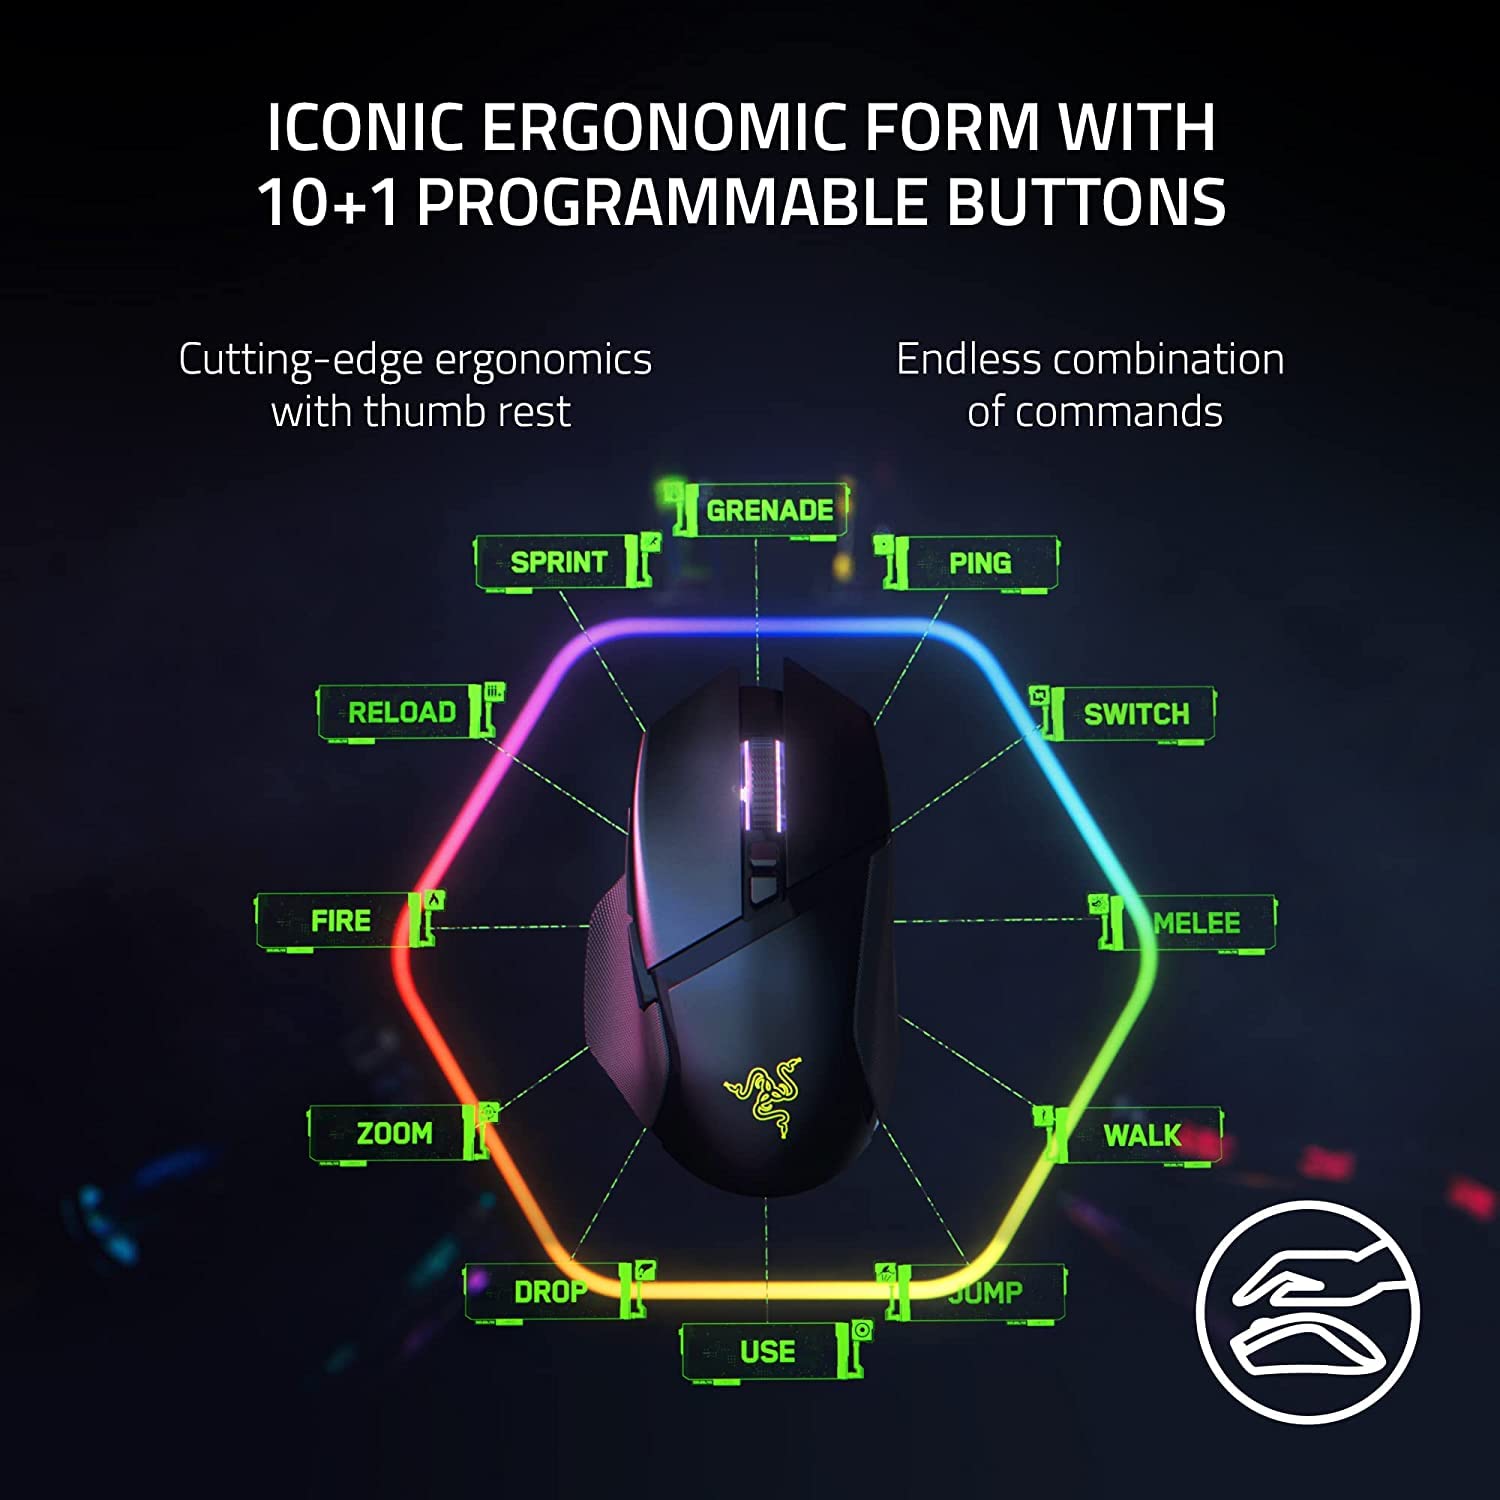 ICONIC ERGONOMIC FORM WITH
10+1 PROGRAMMABLE BUTTONS
Cutting-edge ergonomics
with thumb rest
Endless combination
of commands
GRENADE
SPRINT
PING
RELOAD
SWITCH
FIRE
MELEE
ZOOM
WALK
DROP
JUMP
USE